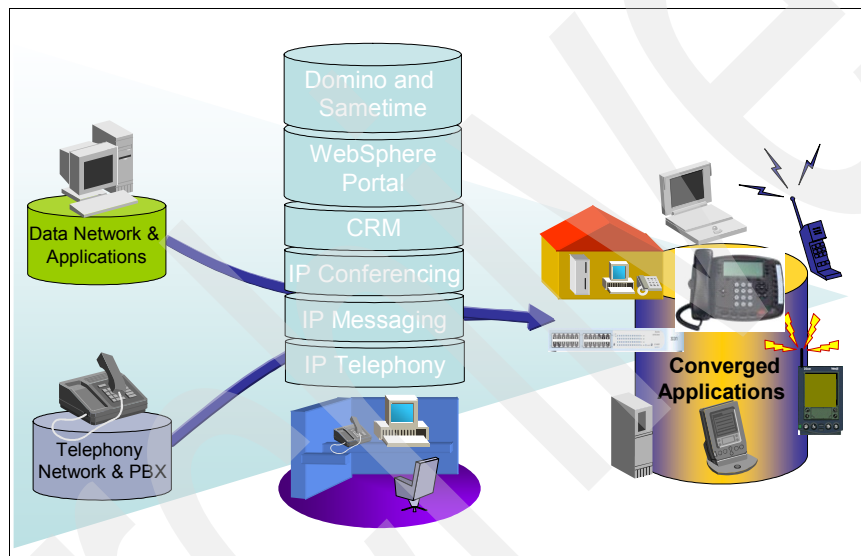 Domino and
Sametime
WebSphere
Portal
CRM
IP Conferencing
IP Messaging
IP Telephony
Data Network &
Applications
Telephony
Network & PBX
Converged
Applications